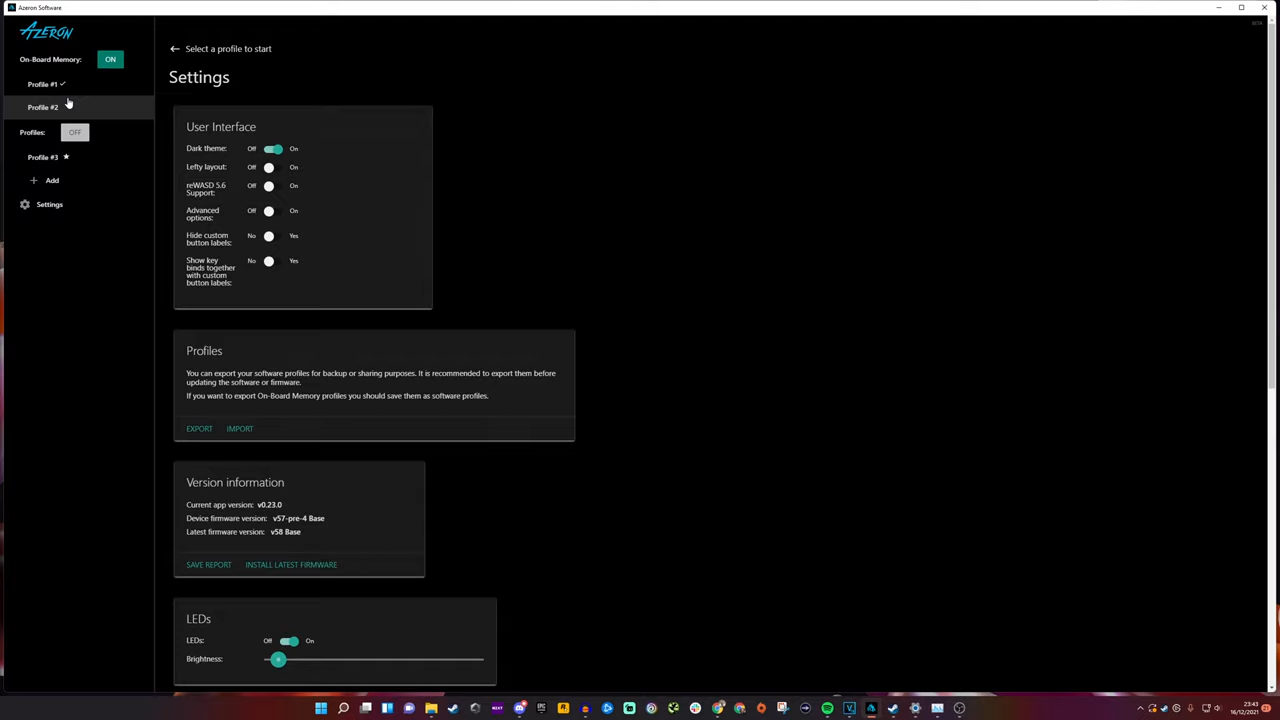 Azeron Software
AZERON
On-Board Memory: ON
Profile #1
Profile #2
Profiles: OFF
Profile #3
Add
Settings
BETA
Select a profile to start
Settings
User Interface
Dark theme: Off On
Lefty layout: Off On
reWASD 5.6
Support: Off On
Advanced
options: Off On
Hide custom
button labels: No Yes
Show key
binds together
with custom
button labels: No Yes
Profiles
You can export your software profiles for backup or sharing purposes. It is recommended to export them before
updating the software or firmware.
If you want to export On-Board Memory profiles you should save them as software profiles.
EXPORT IMPORT
Version information
Current app version: v0.23.0
Device firmware version: v57-pre-4 Base
Latest firmware version: v58 Base
SAVE REPORT INSTALL LATEST FIRMWARE
LEDs
LEDs: Off On
Brightness:
23:43
16/12/2021